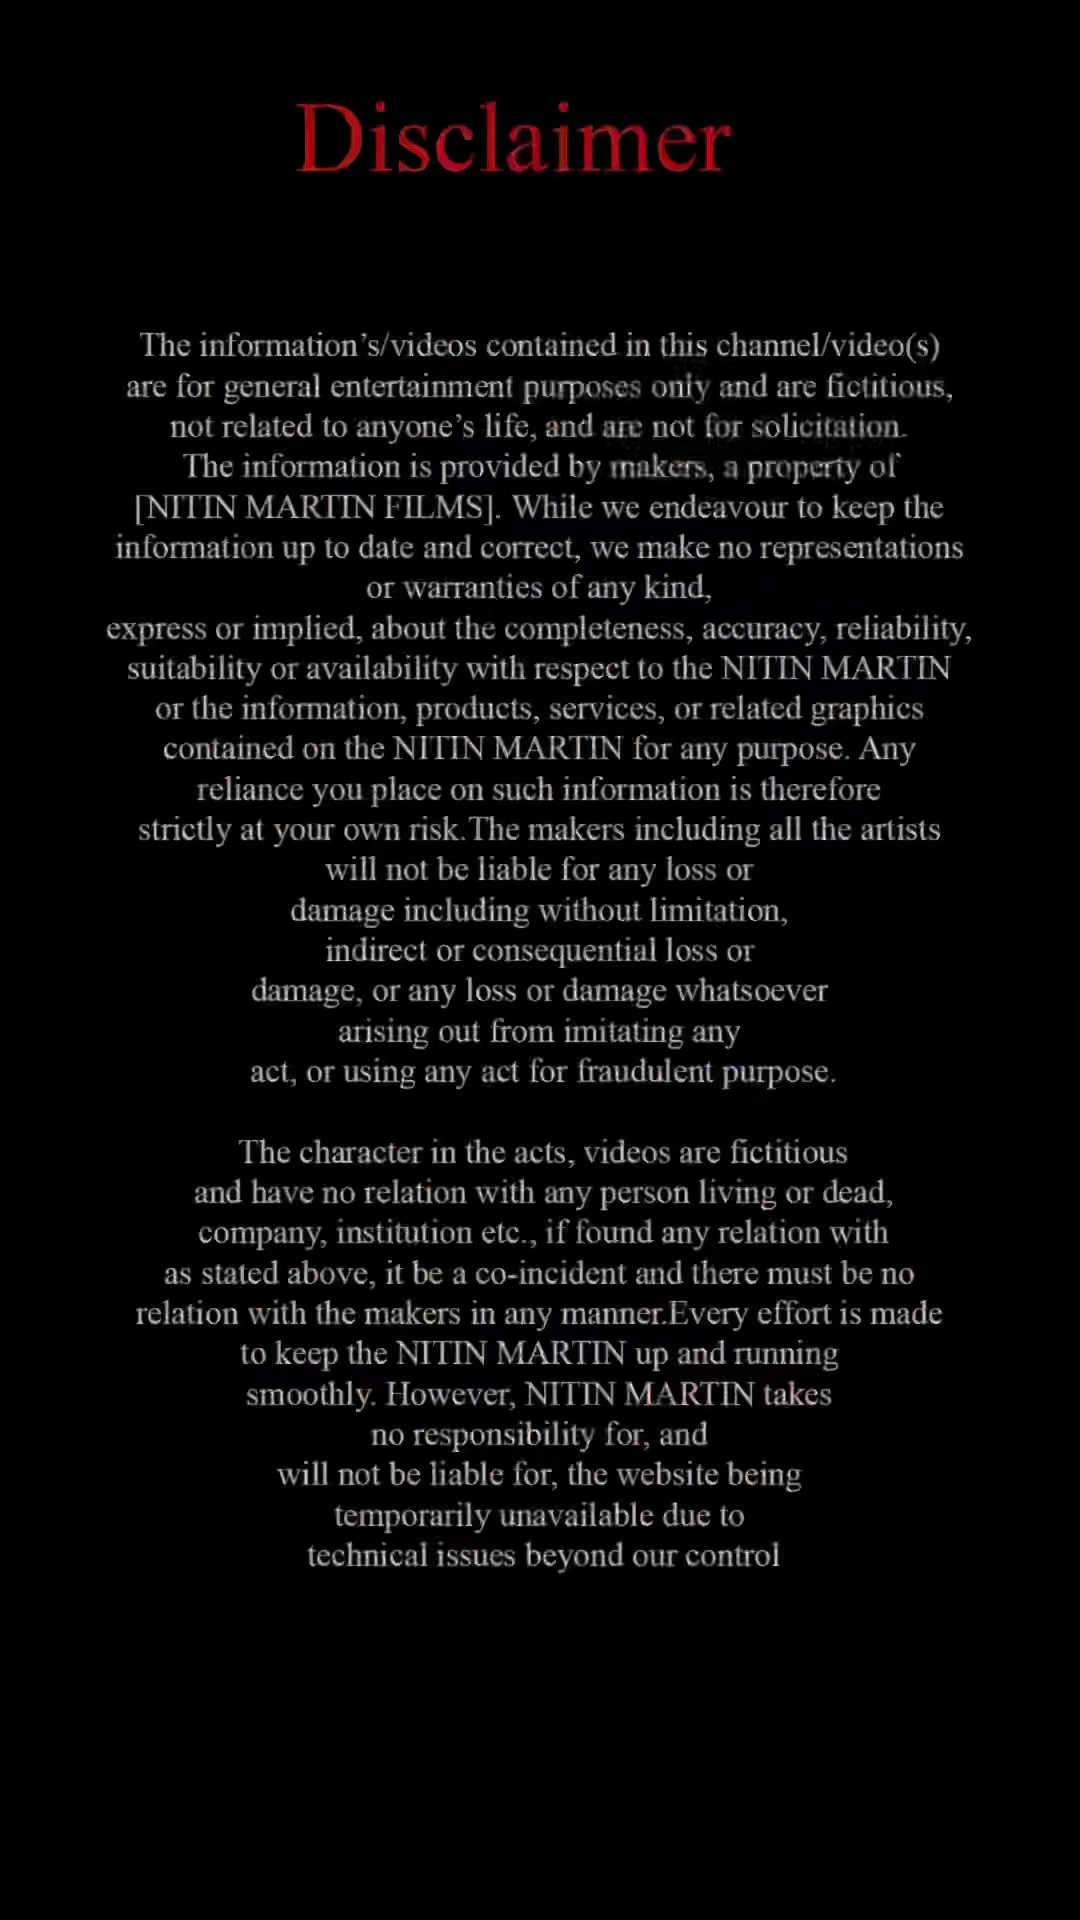 Disclaimer
The information’s/videos contained in this channel/video(s)
are for general entertainment purposes only and are fictitious,
not related to anyone’s life, and are not for solicitation.
The information is provided by makers, a property of
[NITIN MARTIN FILMS]. While we endeavour to keep the
information up to date and correct, we make no representations
or warranties of any kind,
express or implied, about the completeness, accuracy, reliability,
suitability or availability with respect to the NITIN MARTIN
or the information, products, services, or related graphics
contained on the NITIN MARTIN for any purpose. Any
reliance you place on such information is therefore
strictly at your own risk.The makers including all the artists
will not be liable for any loss or
damage including without limitation,
indirect or consequential loss or
damage, or any loss or damage whatsoever
arising out from imitating any
act, or using any act for fraudulent purpose.
The character in the acts, videos are fictitious
and have no relation with any person living or dead,
company, institution etc., if found any relation with
as stated above, it be a co-incident and there must be no
relation with the makers in any manner.Every effort is made
to keep the NITIN MARTIN up and running
smoothly. However, NITIN MARTIN takes
no responsibility for, and
will not be liable for, the website being
temporarily unavailable due to
technical issues beyond our control